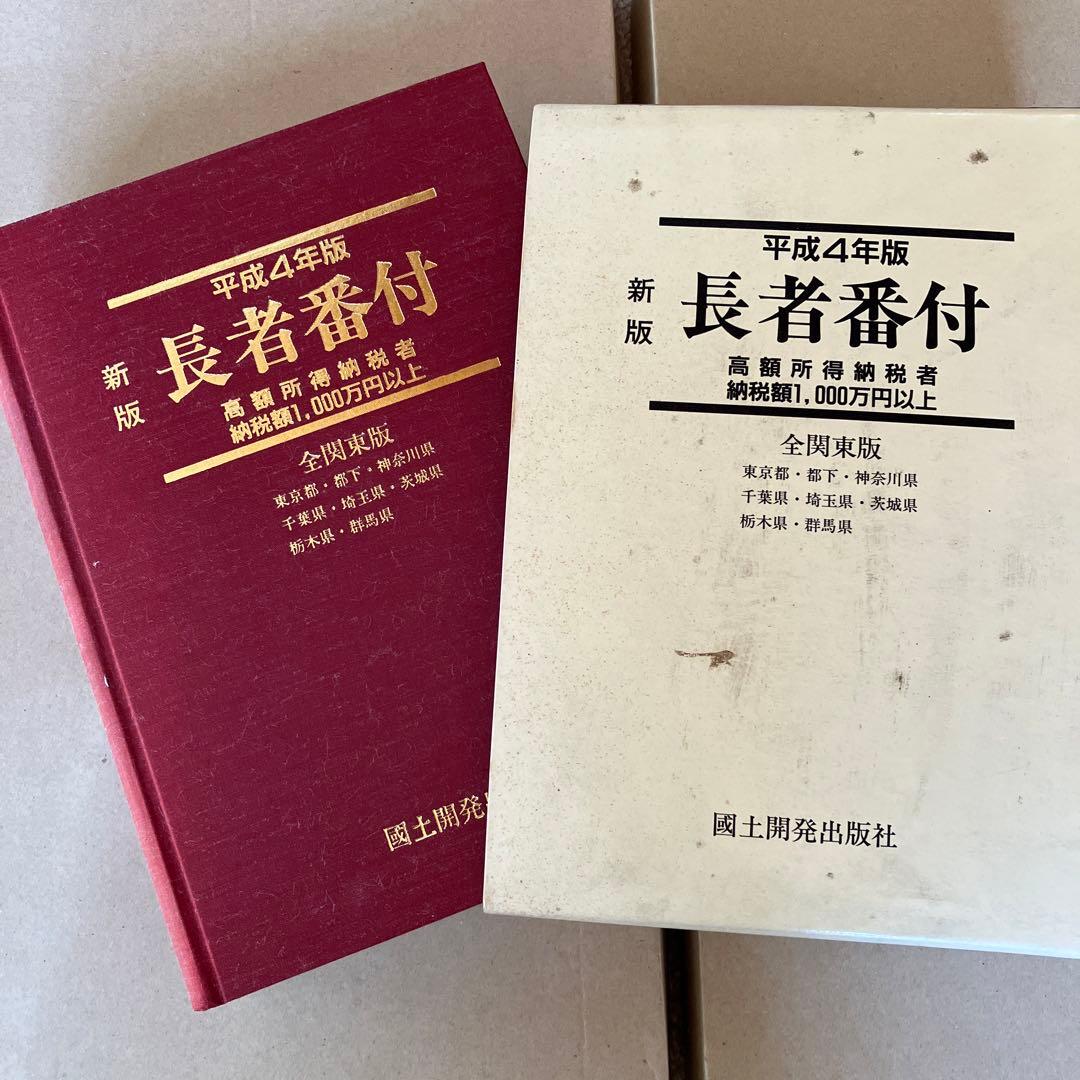 平成4年版
新版
長者番付
高額所得納税者
納税額1,000万円以上
全関東版
東京都・都下・神奈川県
千葉県・埼玉県・茨城県
栃木県・群馬県
國土開発出
平成4年版
新版
長者番付
高額所得納税者
納税額1,000万円以上
全関東版
東京都・都下・神奈川県
千葉県・埼玉県・茨城県
栃木県・群馬県
國土開発出版社